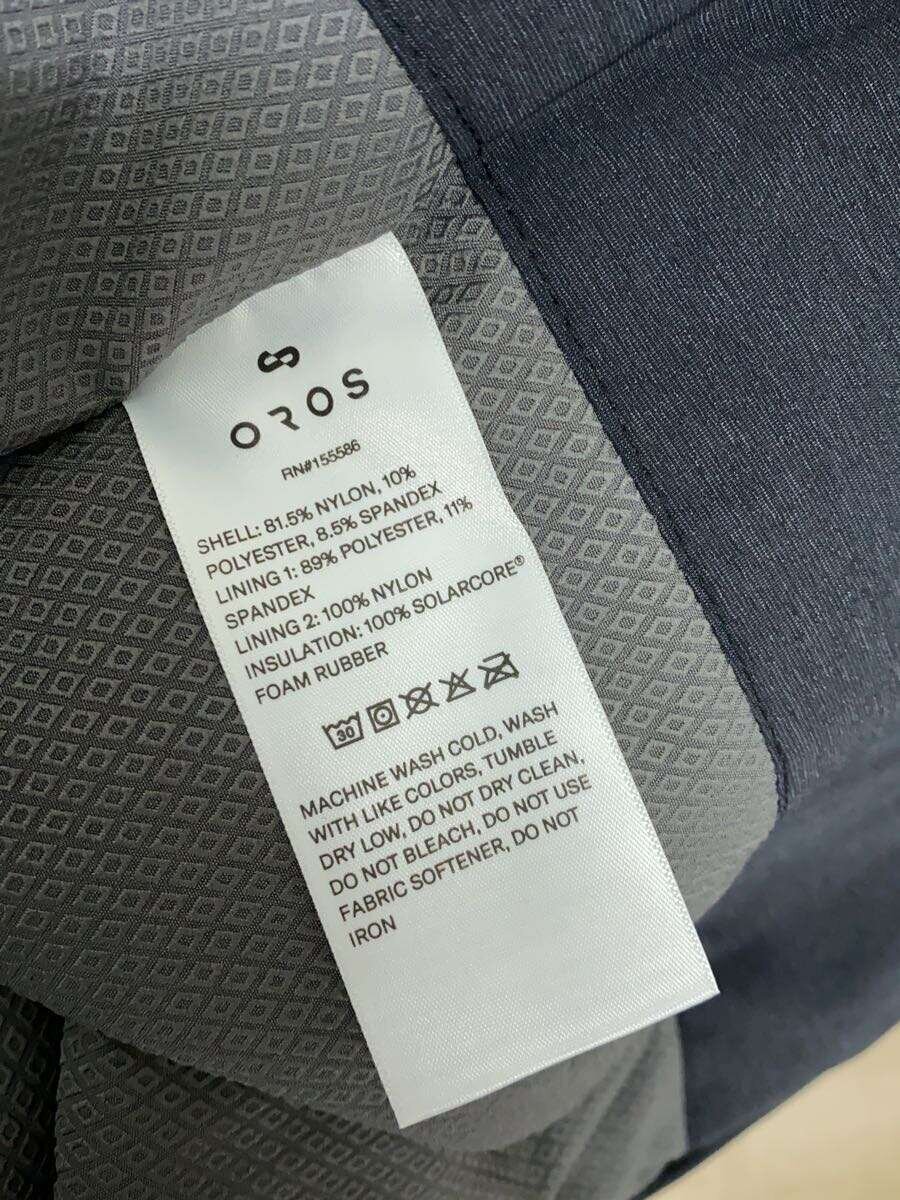 OROS
RN#155586
SHELL: 81.5% NYLON, 10%
POLYESTER, 8.5% SPANDEX
LINING 1: 89% POLYESTER, 11%
SPANDEX
LINING 2: 100% NYLON
INSULATION: 100% SOLARCORE®
FOAM RUBBER
30
MACHINE WASH COLD, WASH
WITH LIKE COLORS, TUMBLE
DRY LOW, DO NOT DRY CLEAN,
DO NOT BLEACH, DO NOT USE
FABRIC SOFTENER, DO NOT
IRON